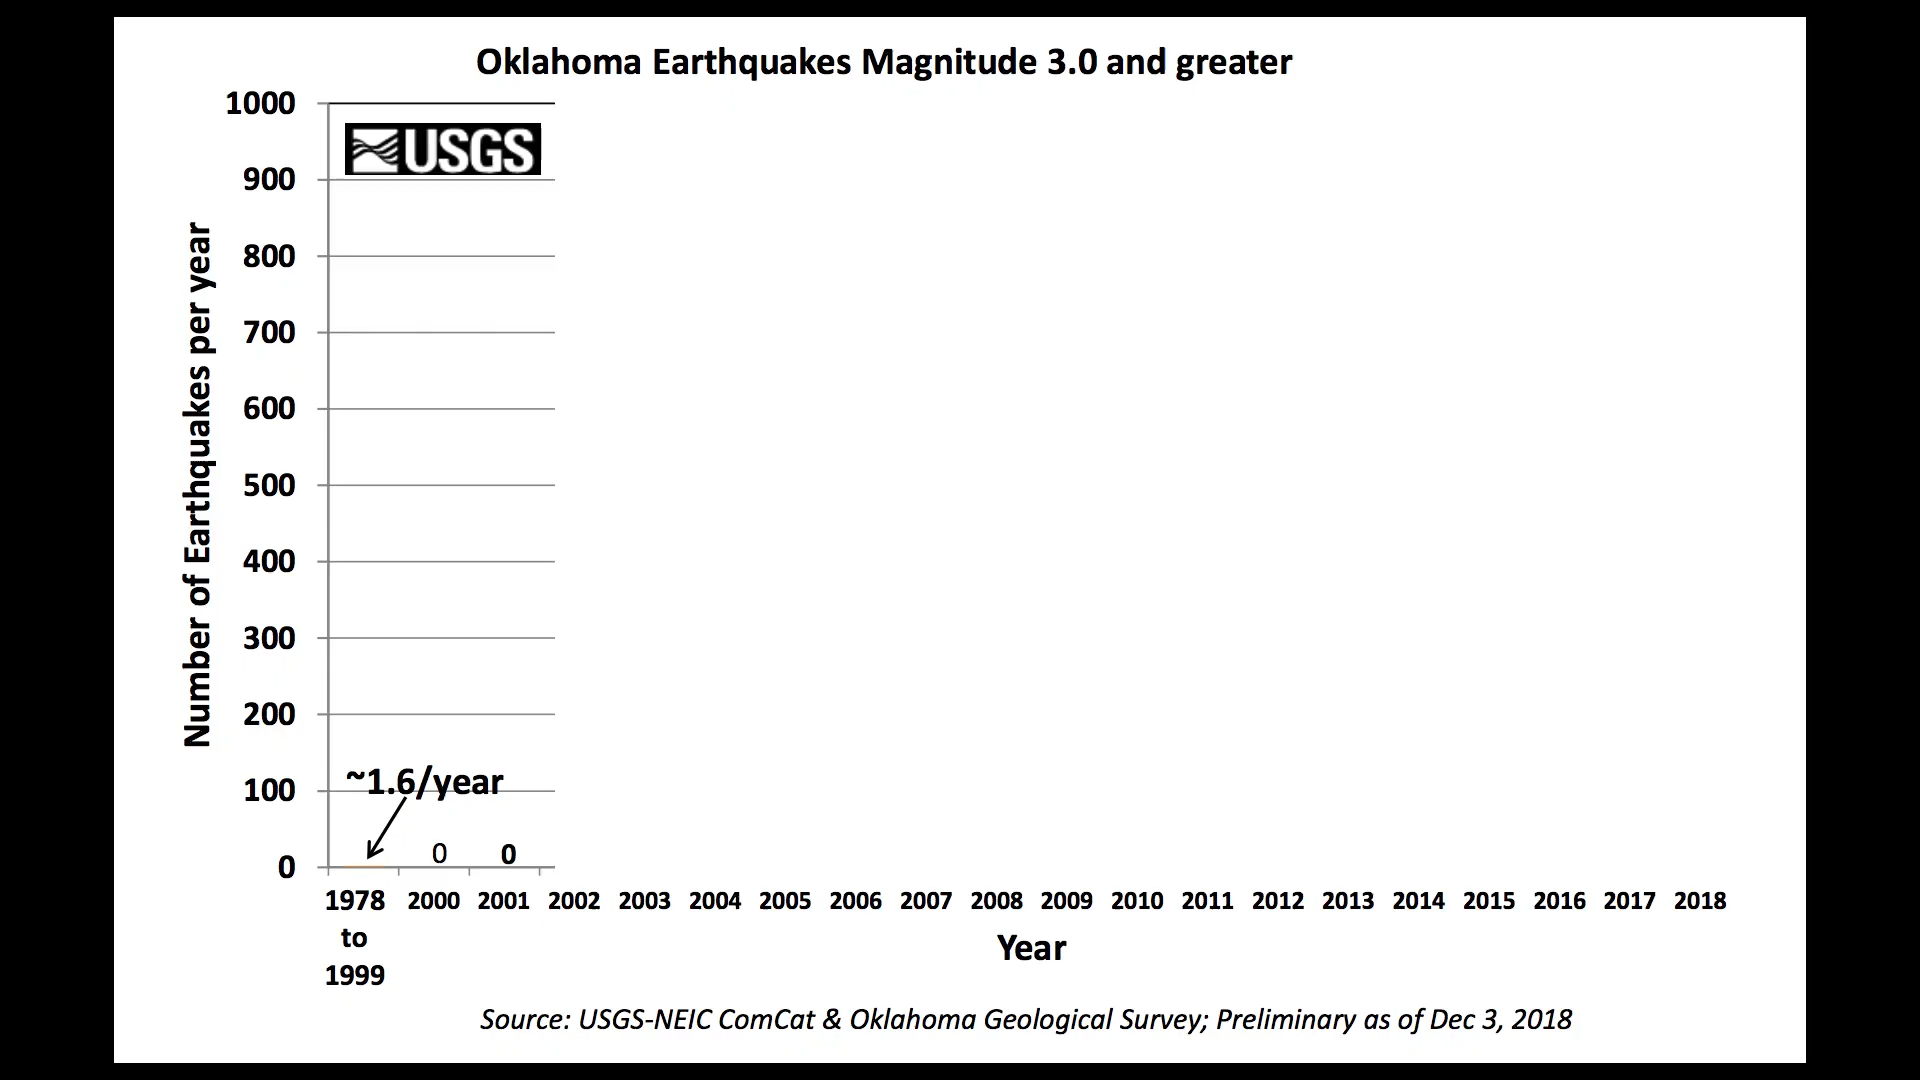 Oklahoma Earthquakes Magnitude 3.0 and greater
USGS
Number of Earthquakes per year
1000
900
800
700
600
500
400
300
200
100
0
~1.6/year
0 0
1978 to 1999 2000 2001 2002 2003 2004 2005 2006 2007 2008 2009 2010 2011 2012 2013 2014 2015 2016 2017 2018
Year
Source: USGS-NEIC ComCat & Oklahoma Geological Survey; Preliminary as of Dec 3, 2018